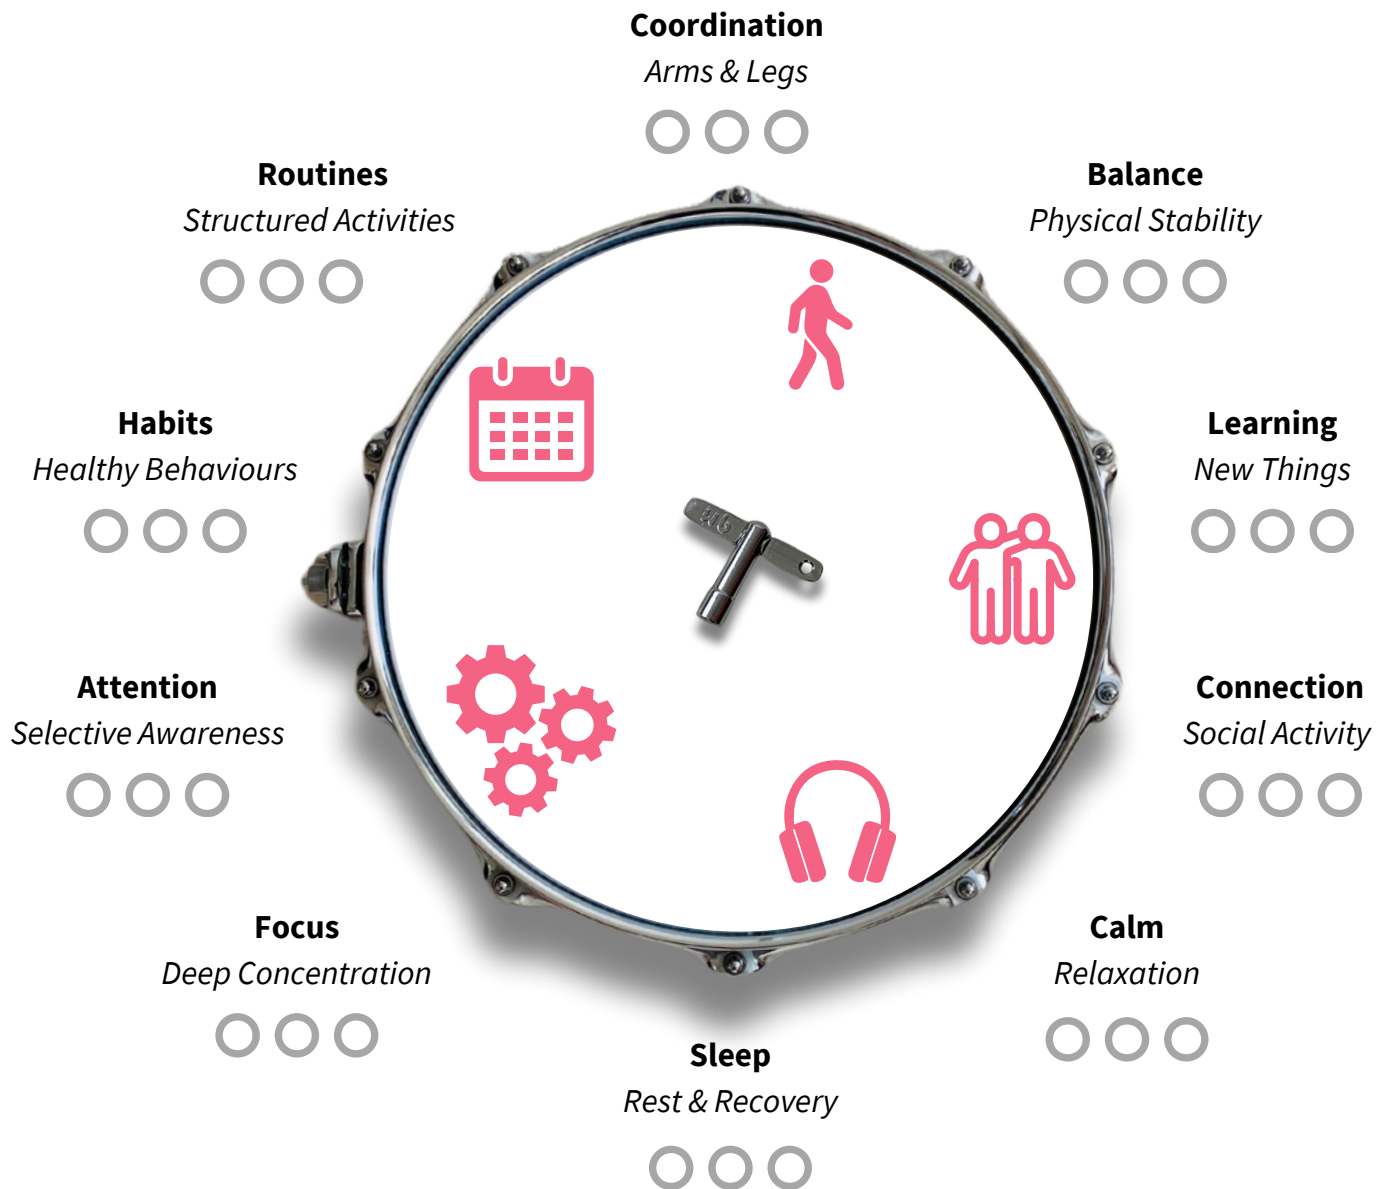 Coordination
Arms & Legs
Routines
Structured Activities
Balance
Physical Stability
Habits
Healthy Behaviours
Learning
New Things
Attention
Selective Awareness
Connection
Social Activity
Focus
Deep Concentration
Calm
Relaxation
Sleep
Rest & Recovery